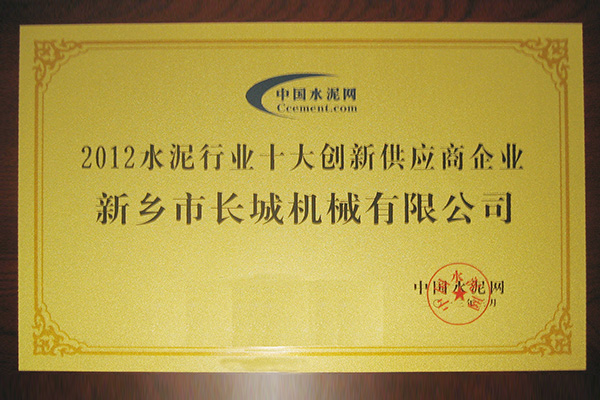 中国水泥网
Ccement.com
2012水泥行业十大创新供应商企业
新乡市长城机械有限公司
中国水泥网
年 月